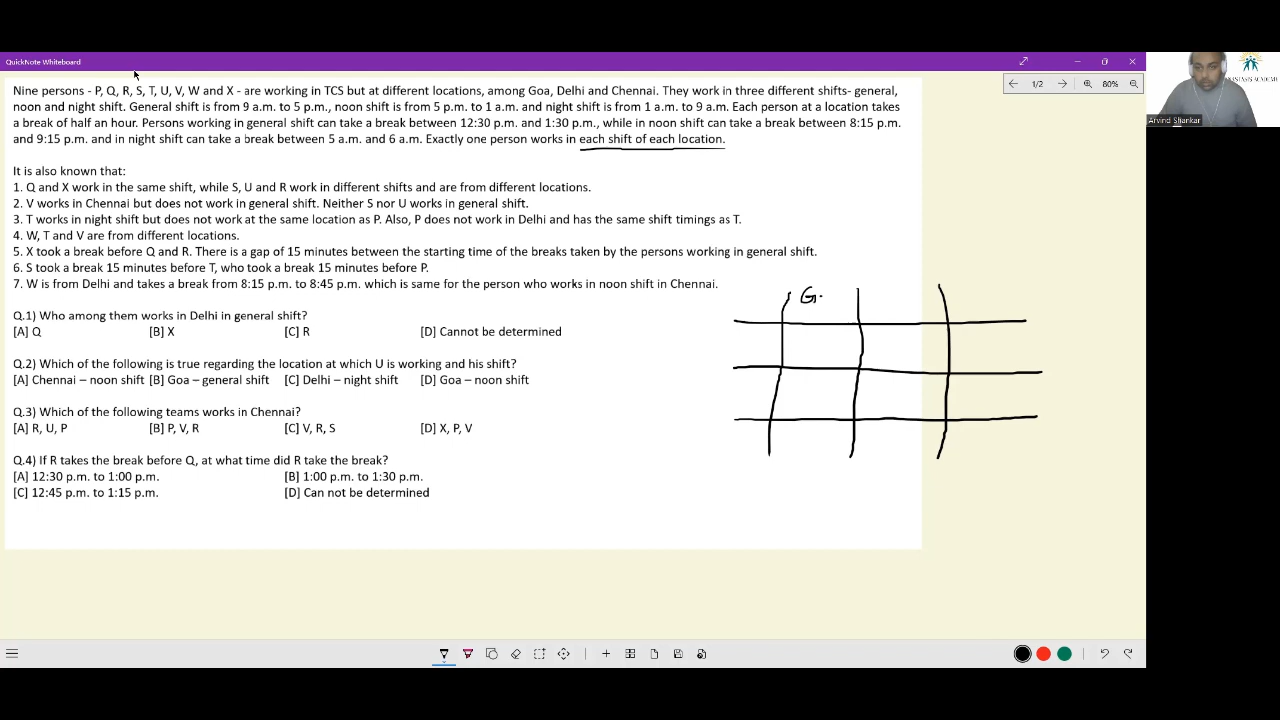 QuickNote Whiteboard
Nine persons - P, Q, R, S, T, U, V, W and X - are working in TCS but at different locations, among Goa, Delhi and Chennai. They work in three different shifts- general,
noon and night shift. General shift is from 9 a.m. to 5 p.m., noon shift is from 5 p.m. to 1 a.m. and night shift is from 1 a.m. to 9 a.m. Each person at a location takes
a break of half an hour. Persons working in general shift can take a break between 12:30 p.m. and 1:30 p.m., while in noon shift can take a break between 8:15 p.m.
and 9:15 p.m. and in night shift can take a break between 5 a.m. and 6 a.m. Exactly one person works in each shift of each location.
It is also known that:
1. Q and X work in the same shift, while S, U and R work in different shifts and are from different locations.
2. V works in Chennai but does not work in general shift. Neither S nor U works in general shift.
3. T works in night shift but does not work at the same location as P. Also, P does not work in Delhi and has the same shift timings as T.
4. W, T and V are from different locations.
5. X took a break before Q and R. There is a gap of 15 minutes between the starting time of the breaks taken by the persons working in general shift.
6. S took a break 15 minutes before T, who took a break 15 minutes before P.
7. W is from Delhi and takes a break from 8:15 p.m. to 8:45 p.m. which is same for the person who works in noon shift in Chennai.
Q.1) Who among them works in Delhi in general shift?
[A] Q [B] X [C] R [D] Cannot be determined
Q.2) Which of the following is true regarding the location at which U is working and his shift?
[A] Chennai – noon shift [B] Goa – general shift [C] Delhi – night shift [D] Goa – noon shift
Q.3) Which of the following teams works in Chennai?
[A] R, U, P [B] P, V, R [C] V, R, S [D] X, P, V
Q.4) If R takes the break before Q, at what time did R take the break?
[A] 12:30 p.m. to 1:00 p.m. [B] 1:00 p.m. to 1:30 p.m.
[C] 12:45 p.m. to 1:15 p.m. [D] Can not be determined
G.
1/2
80%
Arvind Shankar